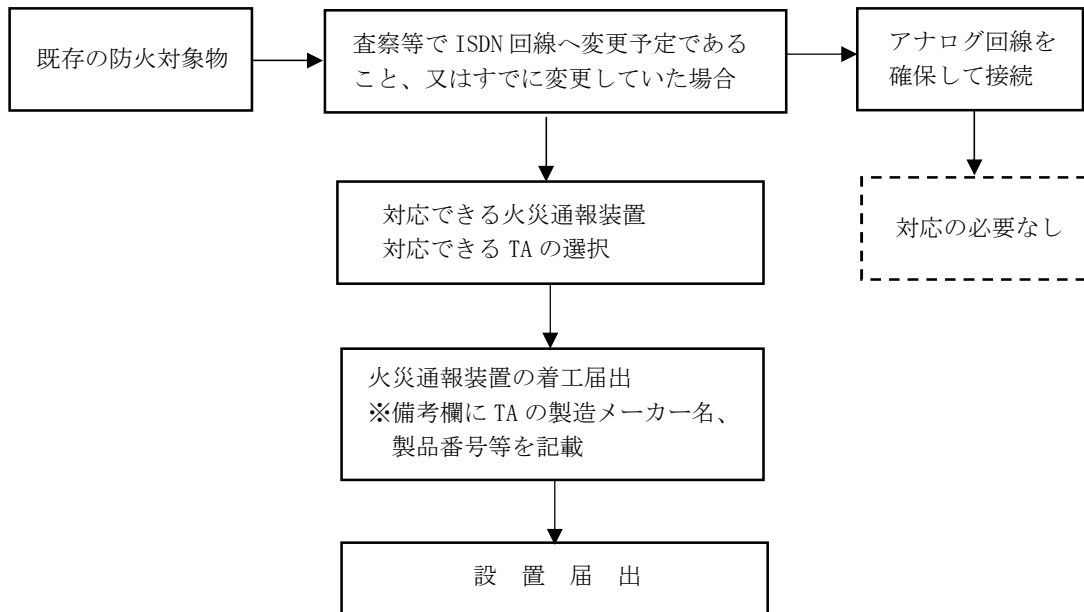 既存の防火対象物
査察等で ISDN 回線へ変更予定である
こと、又はすでに変更していた場合
アナログ回線を
確保して接続
対応できる火災通報装置
対応できる TA の選択
対応の必要なし
火災通報装置の着工届出
※備考欄に TA の製造メーカー名、
製品番号等を記載
設 置 届 出